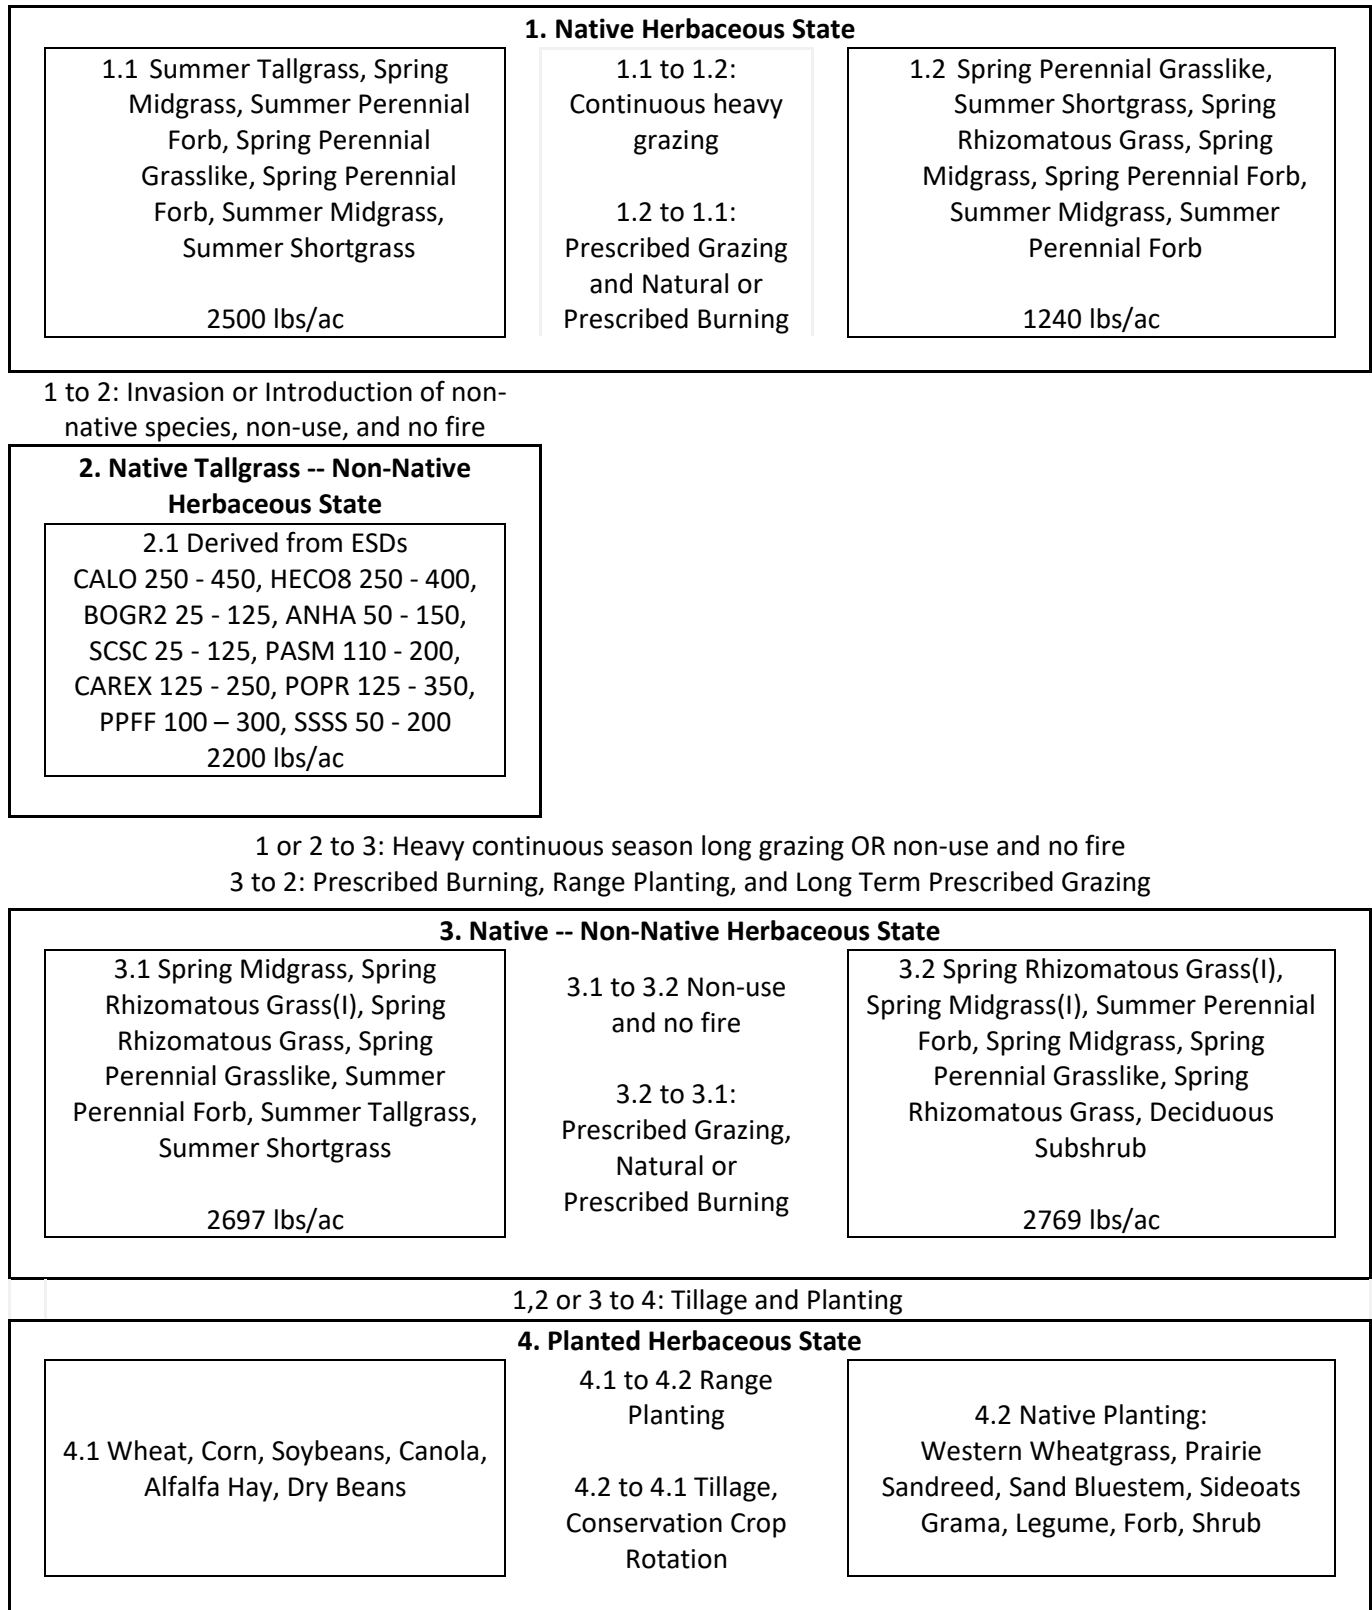 1. Native Herbaceous State
1.1 Summer Tallgrass, Spring
Midgrass, Summer Perennial
Forb, Spring Perennial
Grasslike, Spring Perennial
Forb, Summer Midgrass,
Summer Shortgrass
2500 lbs/ac
1.1 to 1.2:
Continuous heavy
grazing
1.2 to 1.1:
Prescribed Grazing
and Natural or
Prescribed Burning
1.2 Spring Perennial Grasslike,
Summer Shortgrass, Spring
Rhizomatous Grass, Spring
Midgrass, Spring Perennial Forb,
Summer Midgrass, Summer
Perennial Forb
1240 lbs/ac
1 to 2: Invasion or Introduction of non-
native species, non-use, and no fire
2. Native Tallgrass -- Non-Native
Herbaceous State
2.1 Derived from ESDs
CALO 250 - 450, HECO8 250 - 400,
BOGR2 25 - 125, ANHA 50 - 150,
SCSC 25 - 125, PASM 110 - 200,
CAREX 125 - 250, POPR 125 - 350,
PPFF 100 – 300, SSSS 50 - 200
2200 lbs/ac
1 or 2 to 3: Heavy continuous season long grazing OR non-use and no fire
3 to 2: Prescribed Burning, Range Planting, and Long Term Prescribed Grazing
3. Native -- Non-Native Herbaceous State
3.1 Spring Midgrass, Spring
Rhizomatous Grass(I), Spring
Rhizomatous Grass, Spring
Perennial Grasslike, Summer
Perennial Forb, Summer Tallgrass,
Summer Shortgrass
2697 lbs/ac
3.1 to 3.2 Non-use
and no fire
3.2 to 3.1:
Prescribed Grazing,
Natural or
Prescribed Burning
3.2 Spring Rhizomatous Grass(I),
Spring Midgrass(I), Summer Perennial
Forb, Spring Midgrass, Spring
Perennial Grasslike, Spring
Rhizomatous Grass, Deciduous
Subshrub
2769 lbs/ac
1,2 or 3 to 4: Tillage and Planting
4. Planted Herbaceous State
4.1 Wheat, Corn, Soybeans, Canola,
Alfalfa Hay, Dry Beans
4.1 to 4.2 Range
Planting
4.2 to 4.1 Tillage,
Conservation Crop
Rotation
4.2 Native Planting:
Western Wheatgrass, Prairie
Sandreed, Sand Bluestem, Sideoats
Grama, Legume, Forb, Shrub